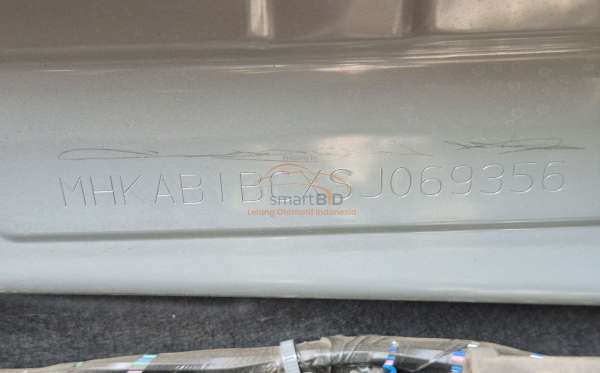 MHKAB1BCXSJ069356
smartBID
Lelang Otomotif Indonesia